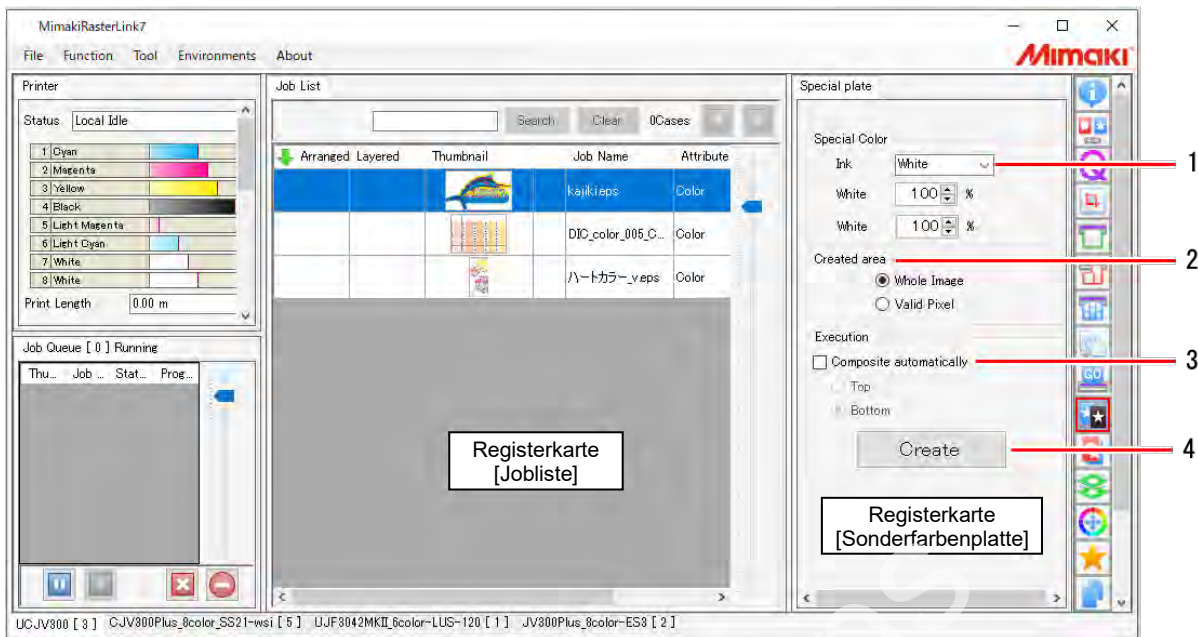 MimakiRasterLink7
File Function Tool Environments About
Mimaki
Printer
Status Local Idle
1 Cyan
2 Magenta
3 Yellow
4 Black
5 Light Magenta
6 Light Cyan
7 White
8 White
Print Length 0.00 m
Job Queue [ 0 ] Running
Thu... Job ... Stat... Prog...
Job List
Search Clear 0Cases
Arranged Layered Thumbnail Job Name Attribute
kajiki.eps Color
DIC_color_005_C... Color
ハートカラー_v.eps Color
Registerkarte
[Jobliste]
Special plate
Special Color
Ink White
White 100 %
White 100 %
Created area
Whole Image
Valid Pixel
Execution
Composite automatically
Top
Bottom
Create
Registerkarte
[Sonderfarbenplatte]
GO
1
2
3
4
UCJV300 [ 3 ] CJV300Plus_8color_SS21-wsi [ 5 ] UJF3042MKII_6color-LUS-120 [ 1 ] JV300Plus_8color-ES3 [ 2 ]